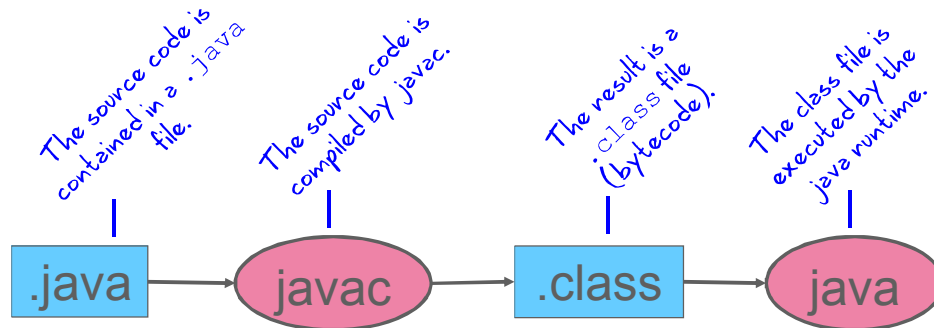 The source code is
contained in a .java
file.
The source code is
compiled by javac.
The result is a
.class file
(bytecode).
The class file is
executed by the
java runtime.
.java
javac
.class
java